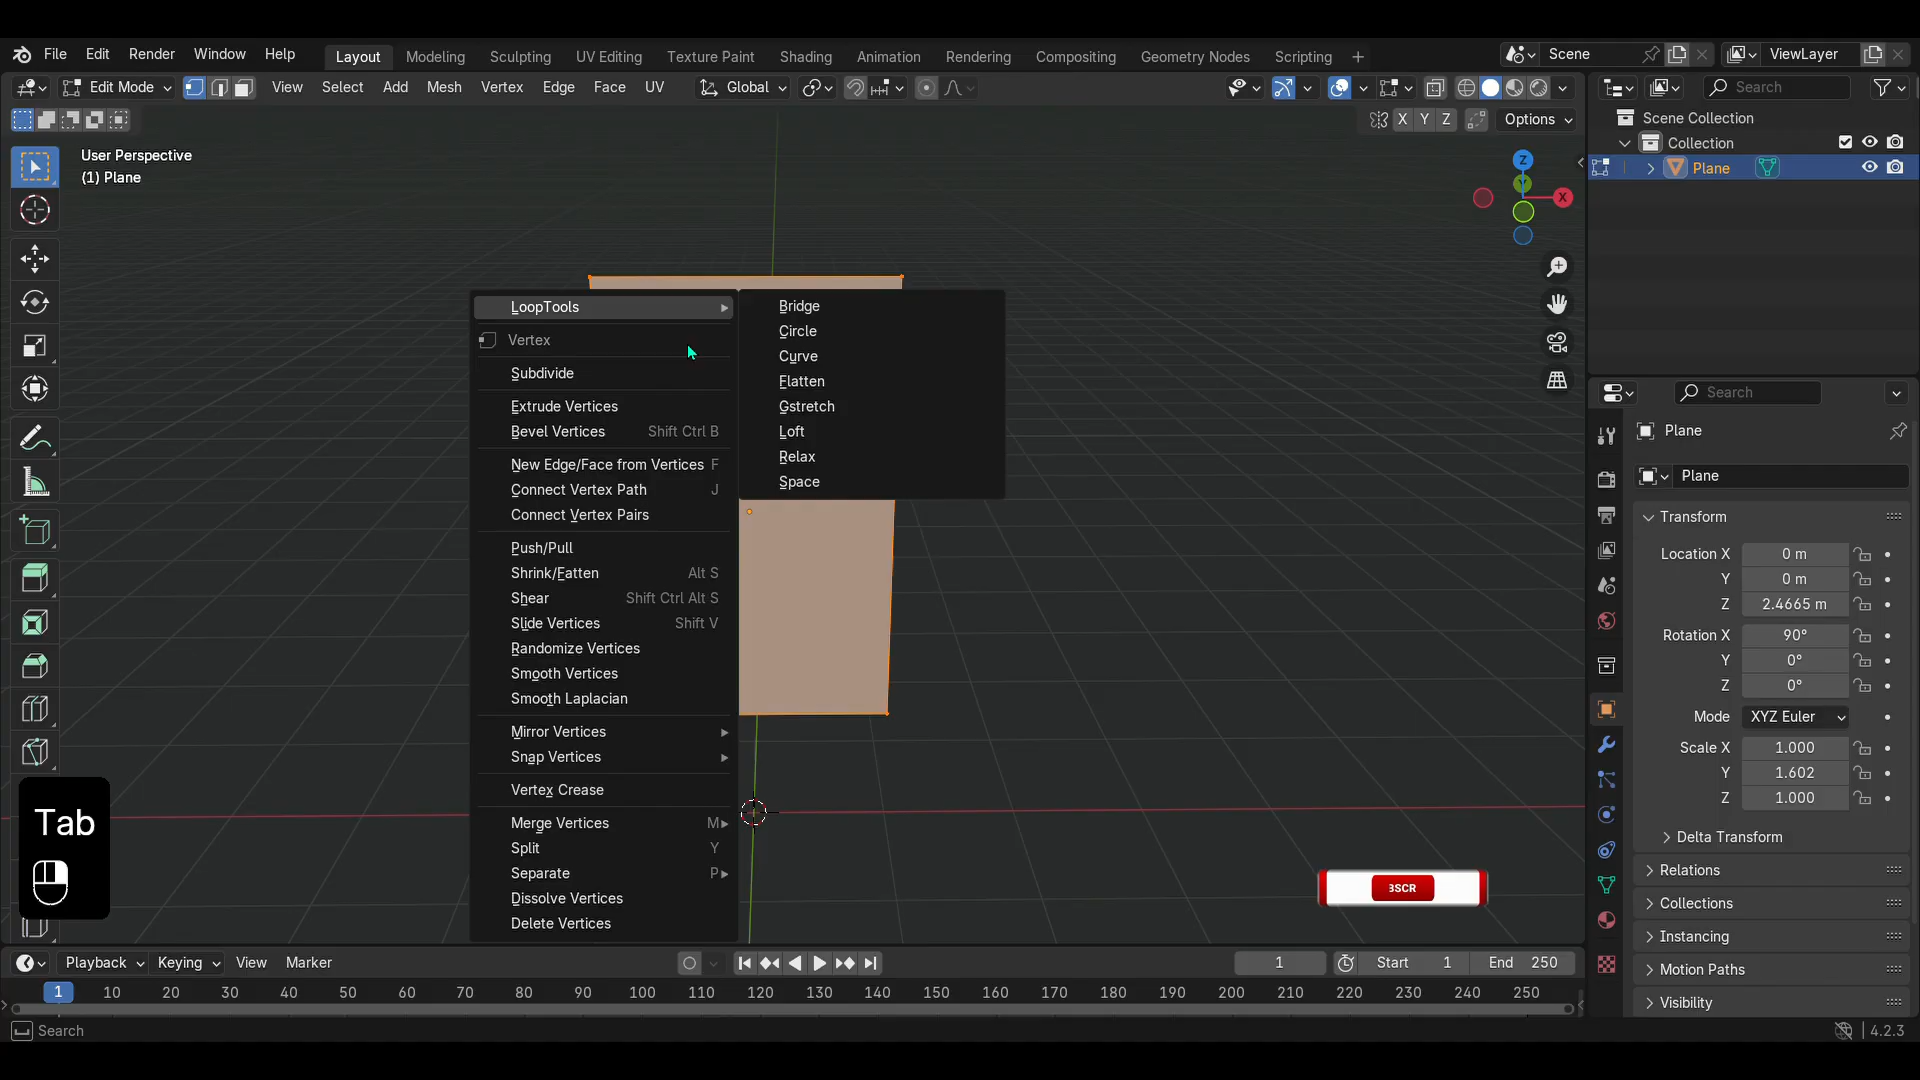 File Edit Render Window Help Layout Modeling Sculpting UV Editing Texture Paint Shading Animation Rendering Compositing Geometry Nodes Scripting + Scene ViewLayer
Edit Mode View Select Add Mesh Vertex Edge Face UV Global Search
X Y Z Options
Scene Collection
Collection
Plane
User Perspective
(1) Plane
Z
Y
X
LoopTools
Vertex
Subdivide
Extrude Vertices
Bevel Vertices Shift Ctrl B
New Edge/Face from Vertices F
Connect Vertex Path J
Connect Vertex Pairs
Push/Pull
Shrink/Fatten Alt S
Shear Shift Ctrl Alt S
Slide Vertices Shift V
Randomize Vertices
Smooth Vertices
Smooth Laplacian
Mirror Vertices
Snap Vertices
Vertex Crease
Merge Vertices M
Split Y
Separate P
Dissolve Vertices
Delete Vertices
Bridge
Circle
Curve
Flatten
Gstretch
Loft
Relax
Space
Search
Plane
Plane
Transform
Location X 0 m
Y 0 m
Z 2.4665 m
Rotation X 90°
Y 0°
Z 0°
Mode XYZ Euler
Scale X 1.000
Y 1.602
Z 1.000
Delta Transform
Relations
Collections
Instancing
Motion Paths
Visibility
Tab
Playback Keying View Marker 1 Start 1 End 250
1 10 20 30 40 50 60 70 80 90 100 110 120 130 140 150 160 170 180 190 200 210 220 230 240 250
Search 4.2.3